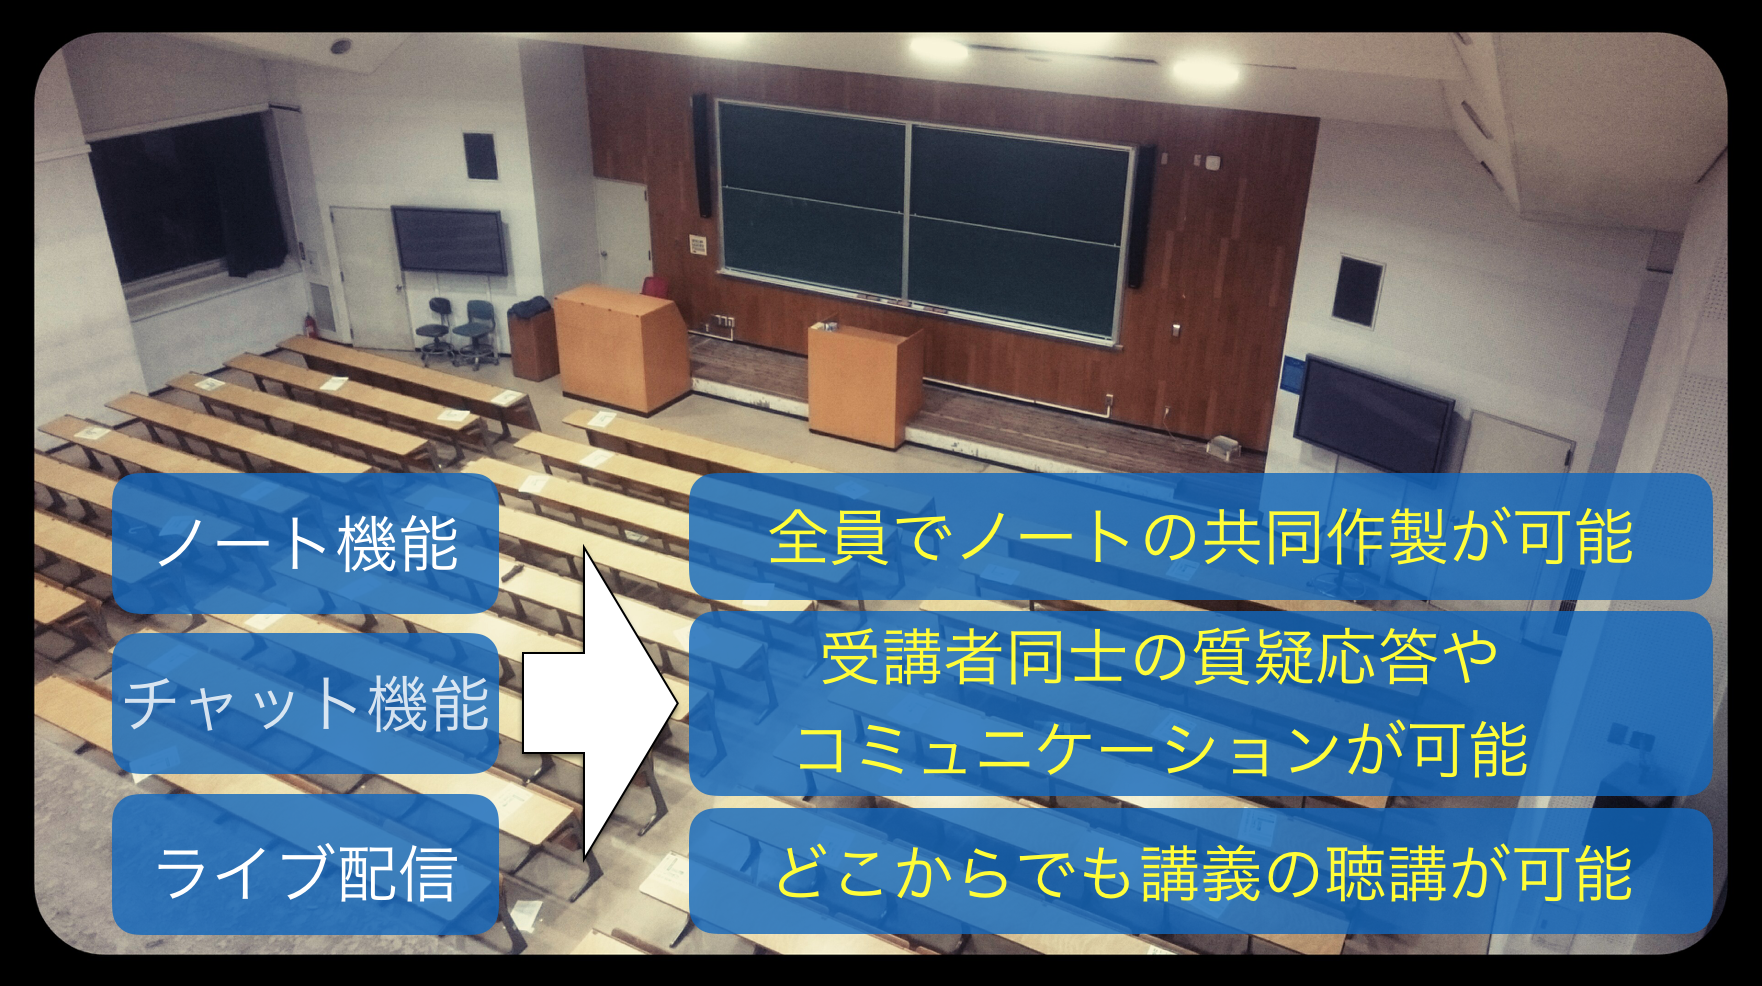 ノート機能
全員でノートの共同作製が可能
チャット機能
受講者同士の質疑応答や
コミュニケーションが可能
ライブ配信
どこからでも講義の聴講が可能